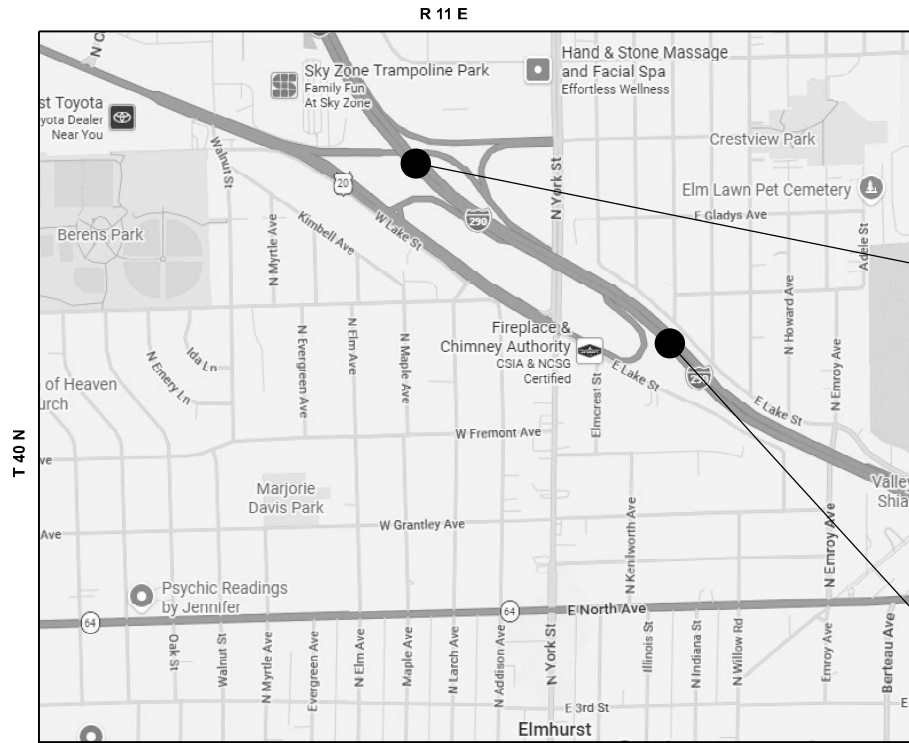 R 11 E
N C
Sky Zone Trampoline Park
Family Fun
At Sky Zone
Hand & Stone Massage
and Facial Spa
Effortless Wellness
st Toyota
yota Dealer
Near You
Walnut St
20
N York St
Crestview Park
Elm Lawn Pet Cemetery
E Gladys Ave
Adele St
Berens Park
N Myrtle Ave
Kimbell Ave
W Lake St
290
N Evergreen Ave
N Elm Ave
N Maple Ave
Ida Ln
N Emery Ln
Fireplace &
Chimney Authority
CSIA & NCSG
Certified
E Lake St
N Howard Ave
N Emroy Ave
of Heaven
urch
Elmcrest St
E Lake St
T 40 N
ve
W Fremont Ave
Valley
Shia
Marjorie
Davis Park
W Grantley Ave
N Kenilworth Ave
N Emroy Ave
Ave
Psychic Readings
by Jennifer
64
64
E North Ave
Oak St
Walnut St
N Myrtle Ave
Evergreen Ave
N Elm Ave
Maple Ave
N Larch Ave
N Addison Ave
N York St
Illinois St
N Indiana St
N Willow Rd
Emroy Ave
Berteau Ave
E 3rd St
E
Elmhurst